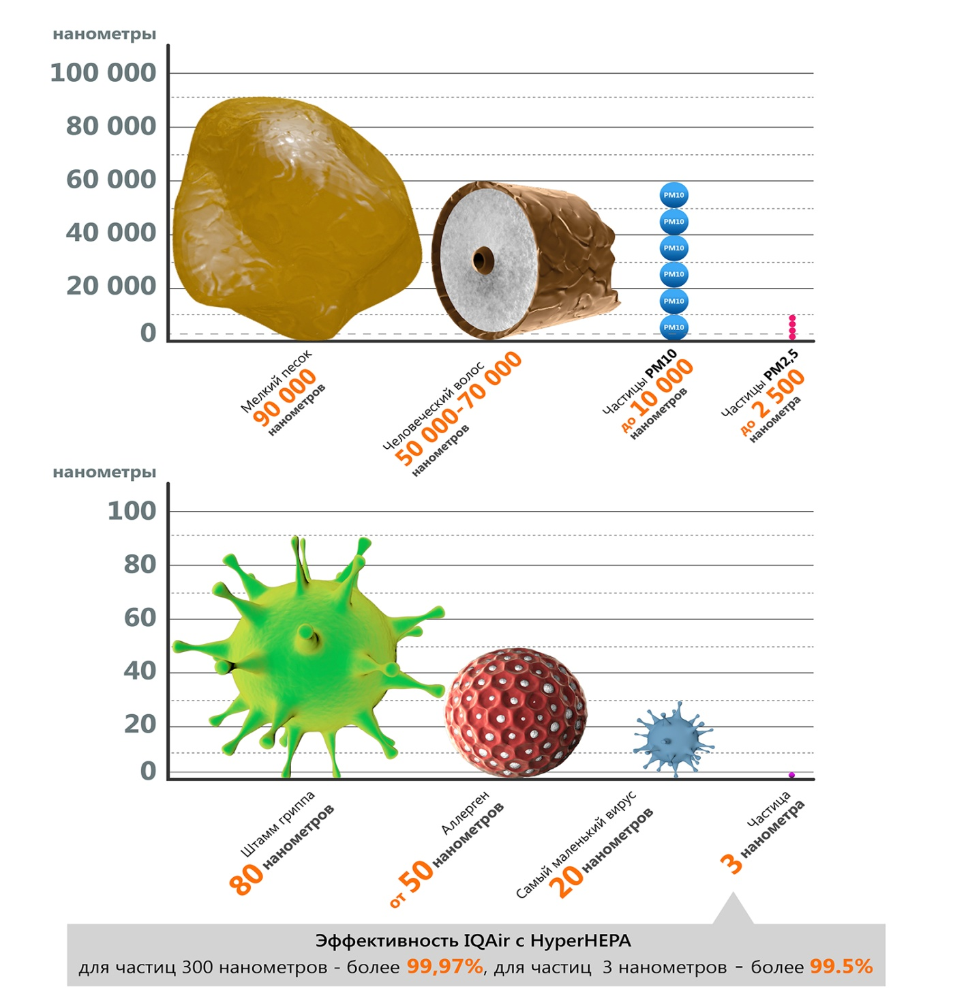 нанометры
100 000
80 000
60 000
40 000
20 000
0
PM10
PM10
PM10
PM10
PM10
PM10
Мелкий песок
90 000
нанометров
Человеческий волос
50 000-70 000
нанометров
Частицы PM10
до 10 000
нанометров
Частицы PM2,5
до 2 500
нанометра
нанометры
100
80
60
40
20
0
Штамм гриппа
80 нанометров
Аллерген
от 50 нанометров
Самый маленький вирус
20 нанометров
Частица
3 нанометра
Эффективность IQAir с HyperHEPA
для частиц 300 нанометров - более 99,97%, для частиц 3 нанометров - более 99.5%